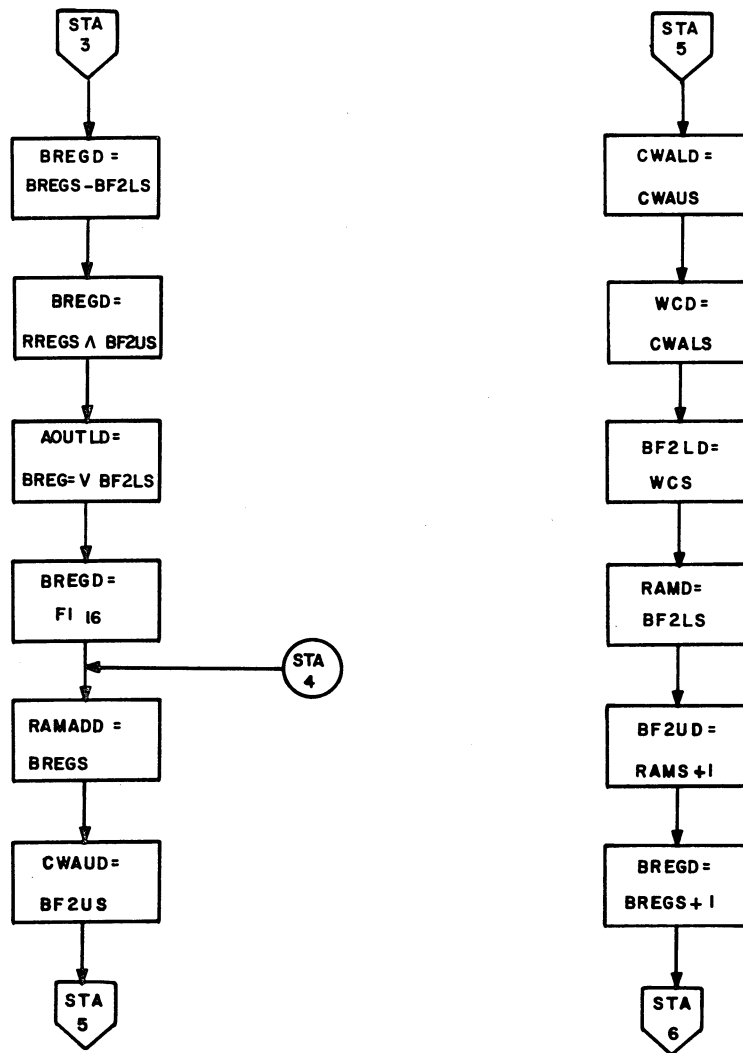 STA
3
BREGD =
BREGS-BF2LS
BREGD=
RREGS ∧ BF2US
AOUTLD=
BREG= V BF2LS
BREGD=
FI 16
STA
4
RAMADD =
BREGS
CWAUD=
BF2US
STA
5
STA
5
CWALD=
CWAUS
WCD=
CWALS
BF2LD=
WCS
RAMD=
BF2LS
BF2UD=
RAMS+1
BREGD=
BREGS+1
STA
6